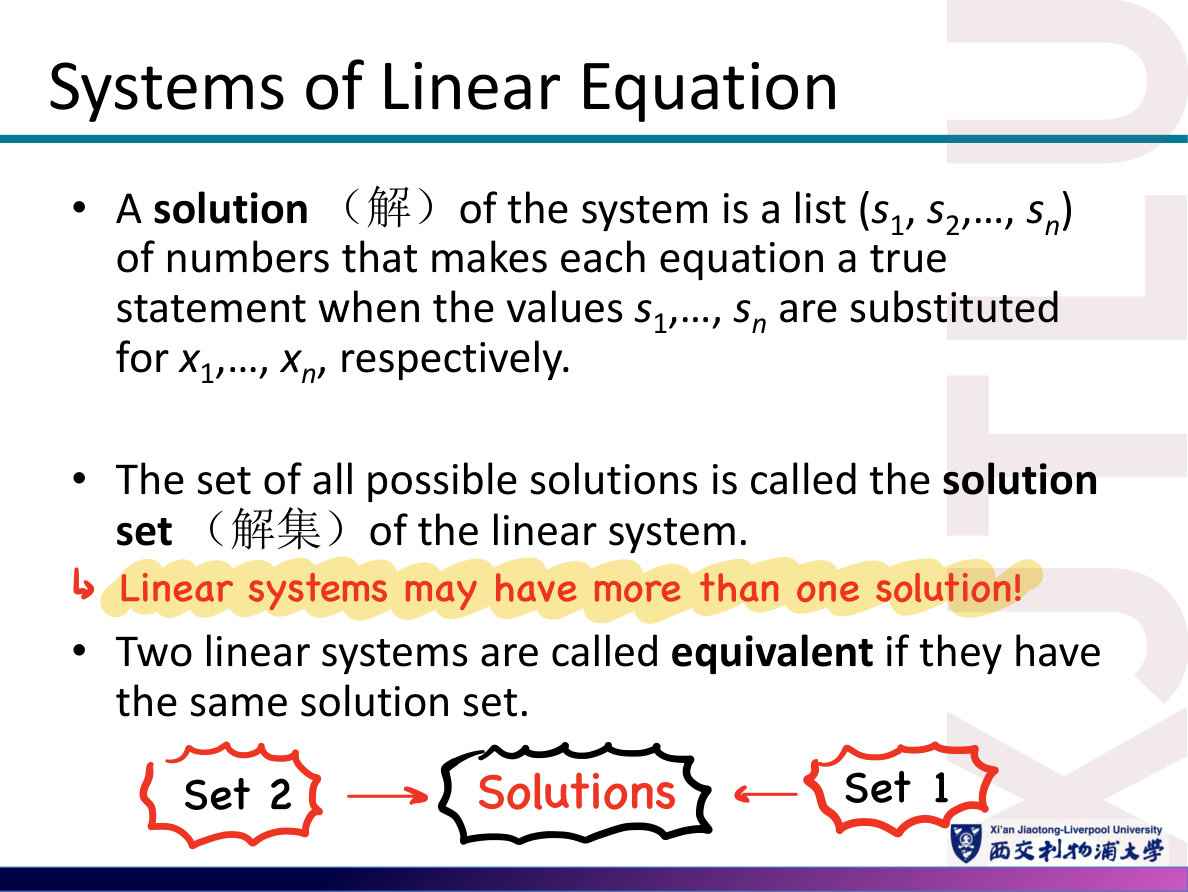 Systems of Linear Equation
• A solution （解）of the system is a list (s1, s2,…, sn)
of numbers that makes each equation a true
statement when the values s1,…, sn are substituted
for x1,…, xn, respectively.
• The set of all possible solutions is called the solution
set （解集）of the linear system.
↳ Linear systems may have more than one solution!
• Two linear systems are called equivalent if they have
the same solution set.
Set 2 → Solutions ← Set 1
Xi'an Jiaotong-Liverpool University
西交利物浦大学
XJTLU